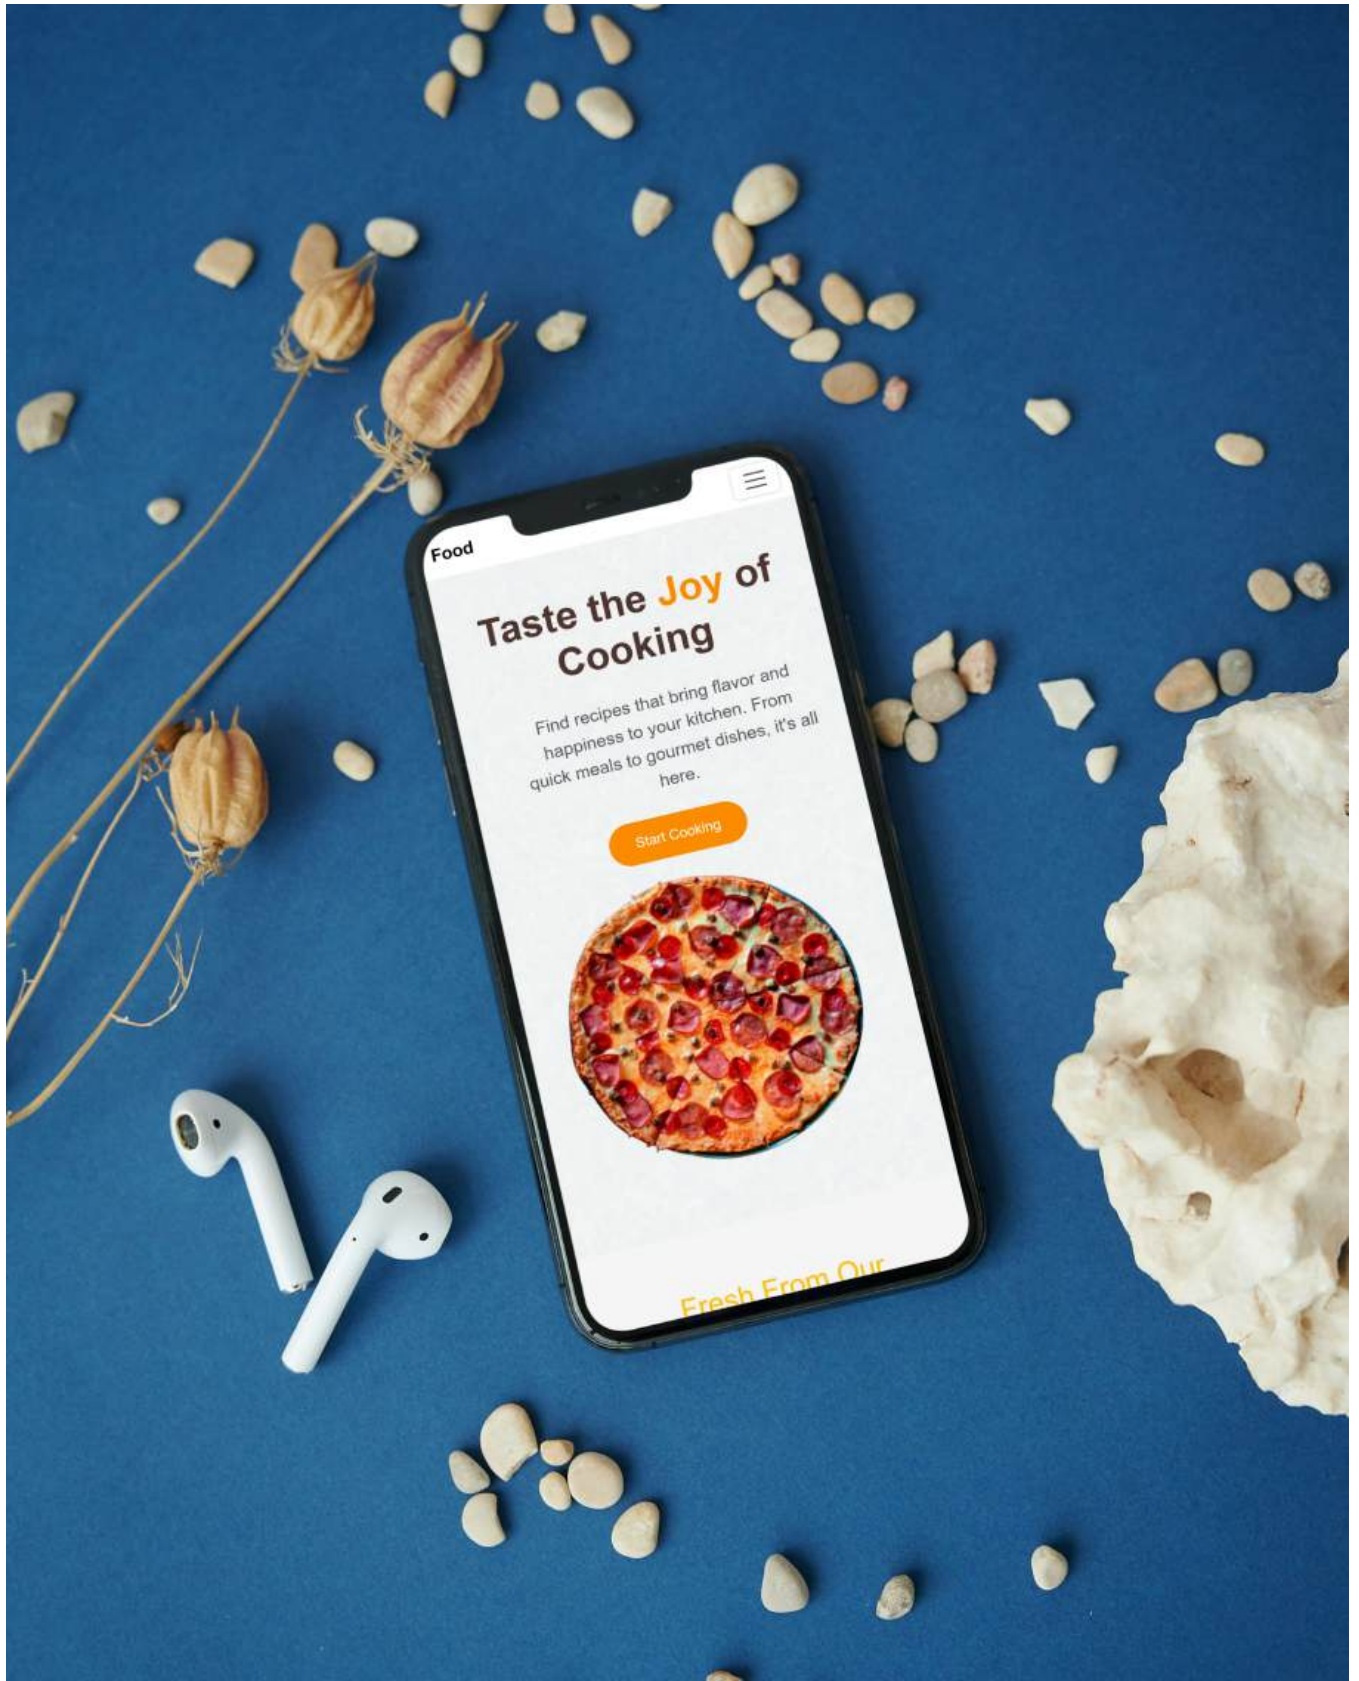 Food
Taste the Joy of
Cooking
Find recipes that bring flavor and
happiness to your kitchen. From
quick meals to gourmet dishes, it's all
here.
Start Cooking
Fresh From Our